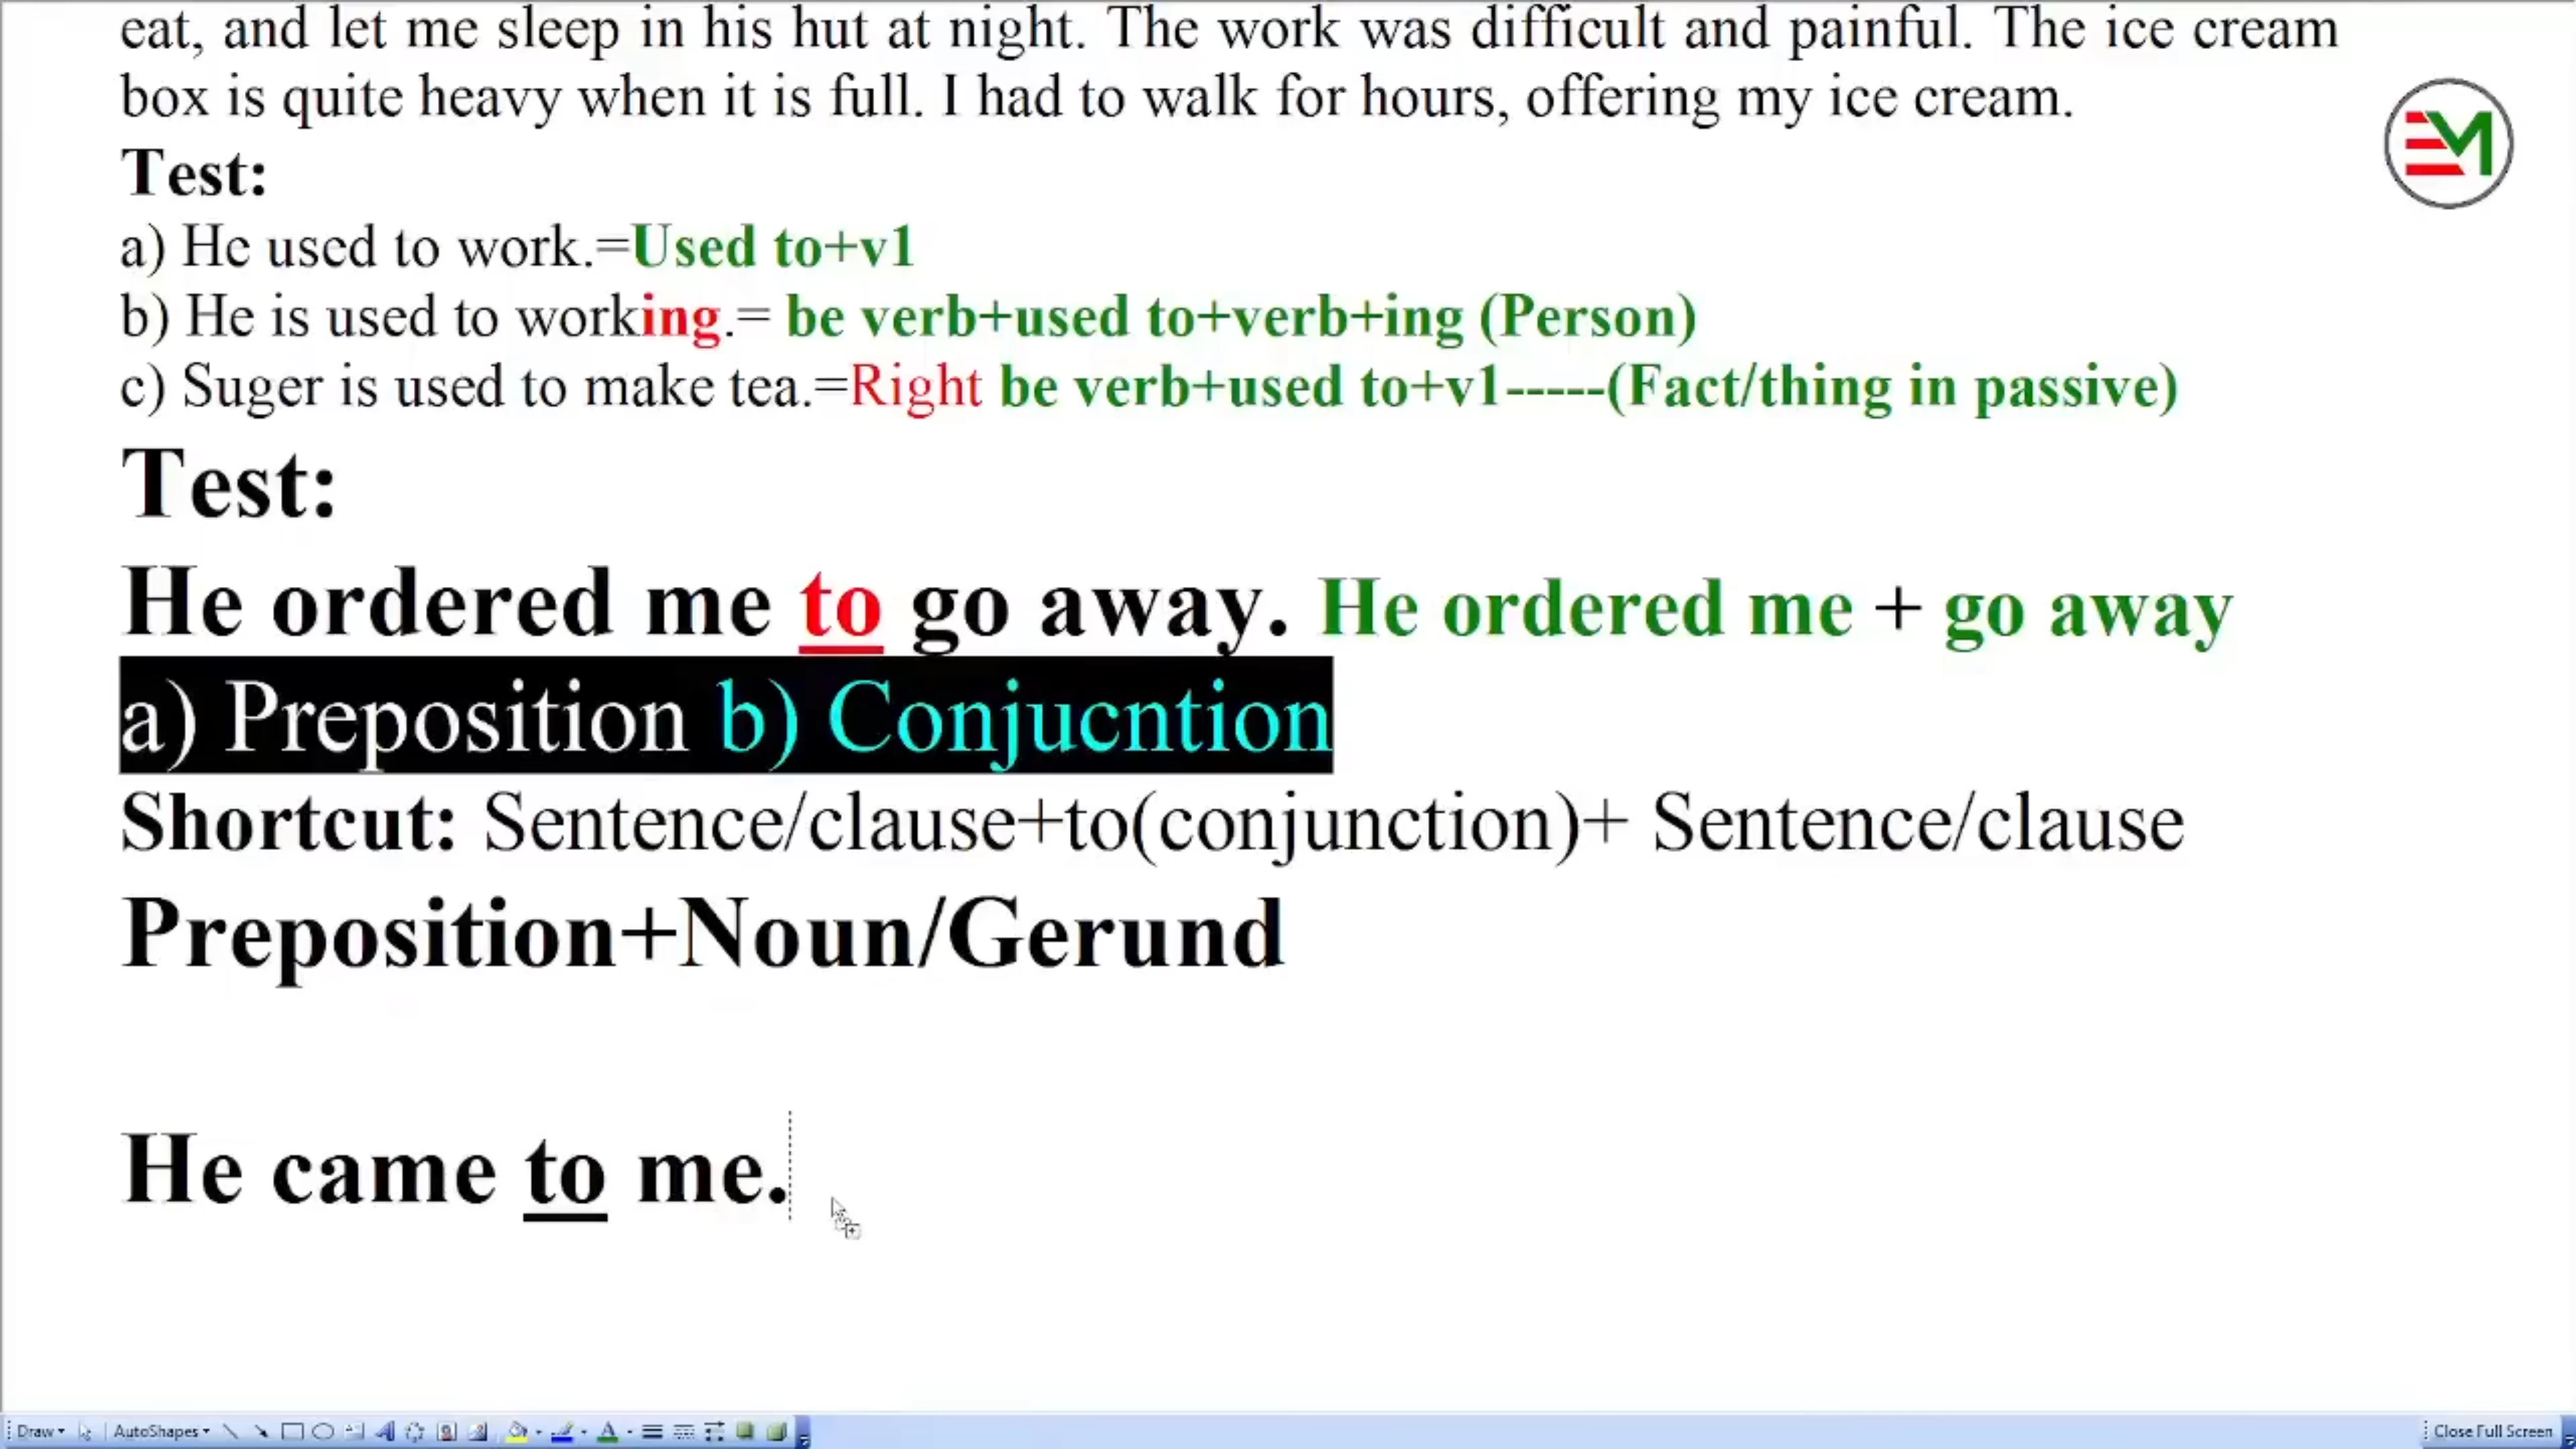 eat, and let me sleep in his hut at night. The work was difficult and painful. The ice cream
box is quite heavy when it is full. I had to walk for hours, offering my ice cream.
EM
Test:
a) He used to work.=Used to+v1
b) He is used to working.= be verb+used to+verb+ing (Person)
c) Suger is used to make tea.=Right be verb+used to+v1-----(Fact/thing in passive)
Test:
He ordered me to go away. He ordered me + go away
a) Preposition b) Conjucntion
Shortcut: Sentence/clause+to(conjunction)+ Sentence/clause
Preposition+Noun/Gerund
He came to me.
Draw AutoShapes Close Full Screen